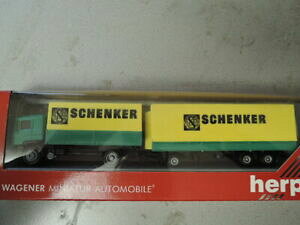 SCHENKER
SCHENKER
WAGENER MINIATUR AUTOMOBILE®
herp